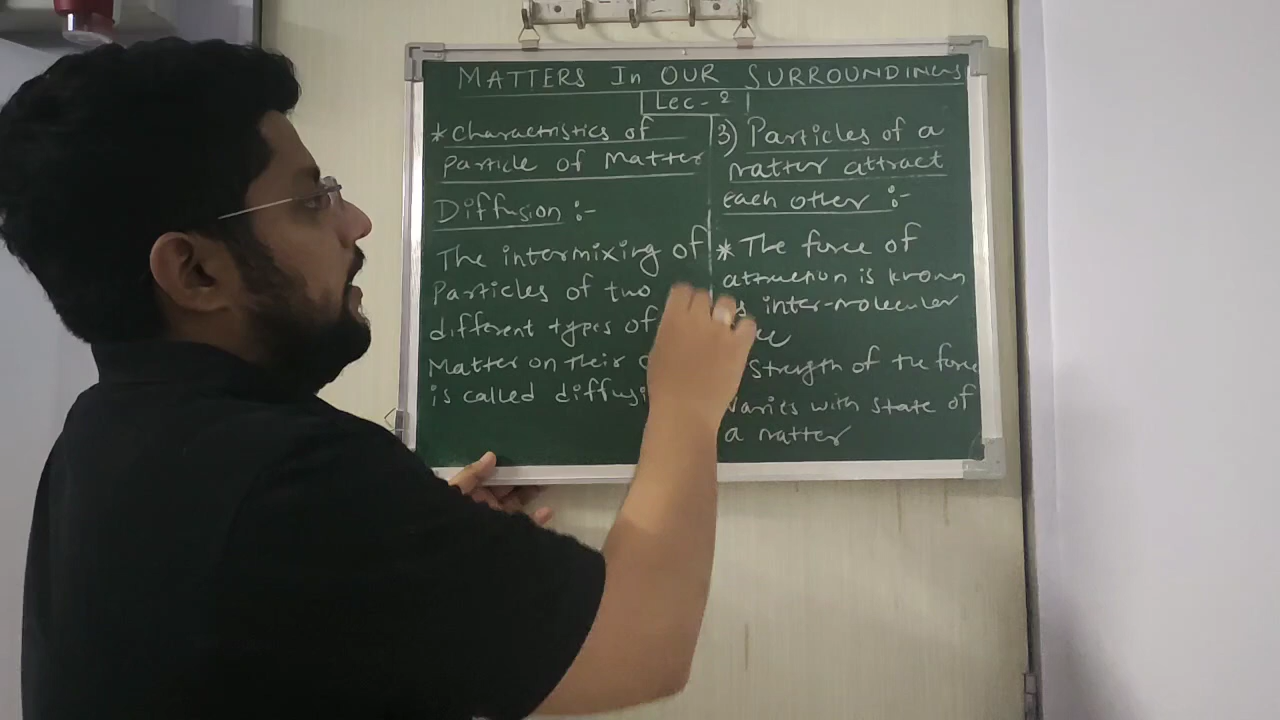 MATTERS In OUR SURROUNDINGS
Lec - 2
* Charactristics of
Particle of Matter
Diffusion :-
The intermixing of
Particles of two
different types of
Matter on their
is called diffusi
3) Particles of a
matter attract
each other :-
* The force of
attraction is known
inter-molecular
Strength of the force
Varies with state of
a matter